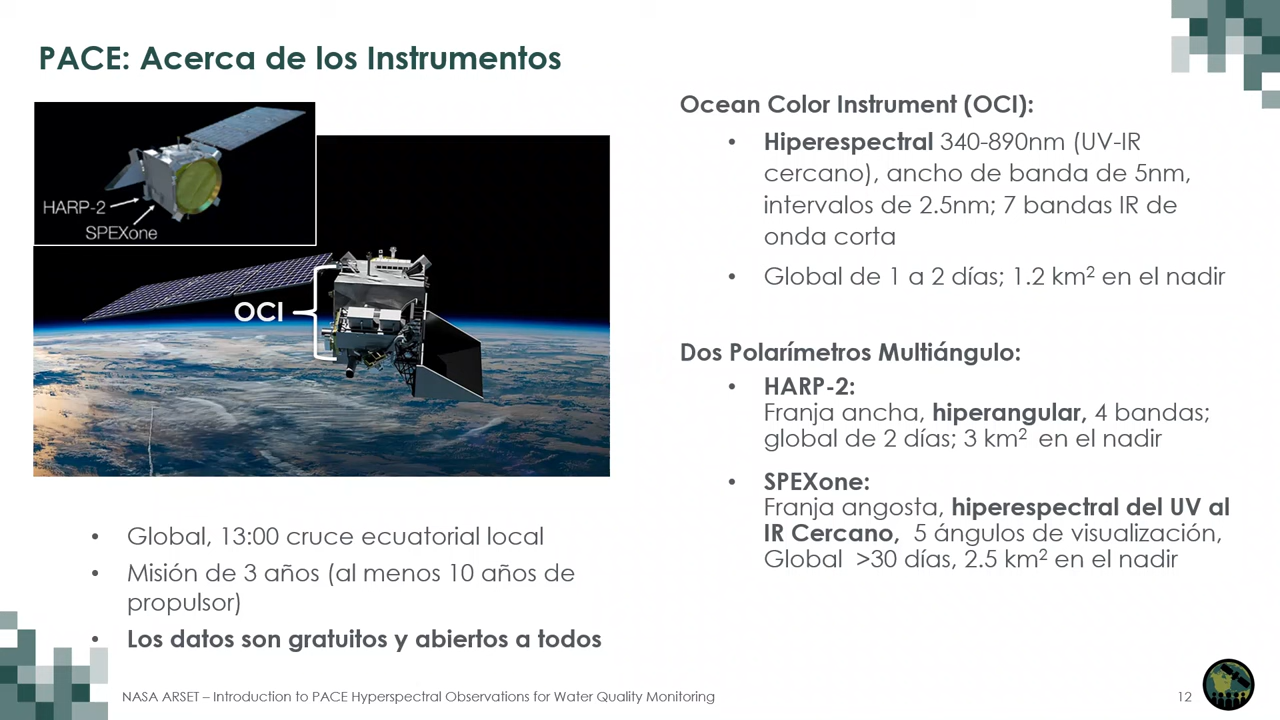 PACE: Acerca de los Instrumentos
HARP-2
SPEXone
OCI
• Global, 13:00 cruce ecuatorial local
• Misión de 3 años (al menos 10 años de
propulsor)
• Los datos son gratuitos y abiertos a todos
Ocean Color Instrument (OCI):
• Hiperespectral 340-890nm (UV-IR
cercano), ancho de banda de 5nm,
intervalos de 2.5nm; 7 bandas IR de
onda corta
• Global de 1 a 2 días; 1.2 km² en el nadir
Dos Polarímetros Multiángulo:
• HARP-2:
Franja ancha, hiperangular, 4 bandas;
global de 2 días; 3 km² en el nadir
• SPEXone:
Franja angosta, hiperespectral del UV al
IR Cercano, 5 ángulos de visualización,
Global >30 días, 2.5 km² en el nadir
NASA ARSET – Introduction to PACE Hyperspectral Observations for Water Quality Monitoring
12